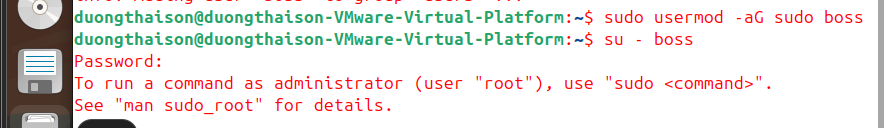 duongthaison@duongthaison-VMware-Virtual-Platform:~$ sudo usermod -aG sudo boss
duongthaison@duongthaison-VMware-Virtual-Platform:~$ su - boss
Password:
To run a command as administrator (user "root"), use "sudo <command>".
See "man sudo_root" for details.